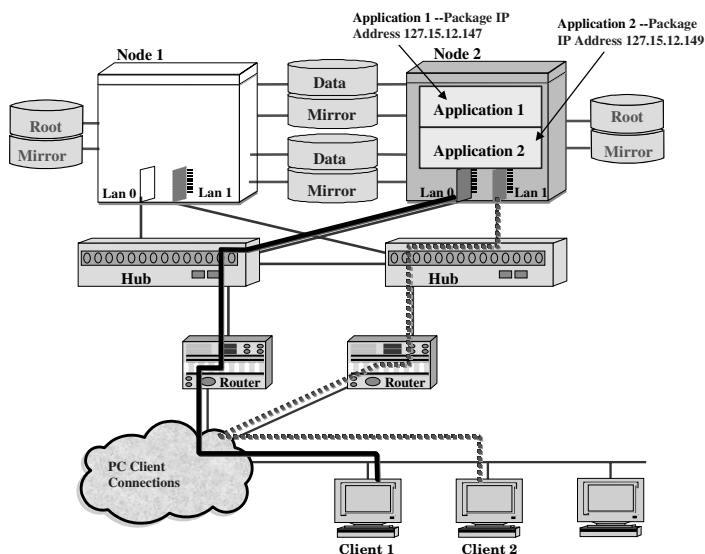 Application 1 --Package IP
Address 127.15.12.147
Application 2 --Package
IP Address 127.15.12.149
Node 1
Node 2
Data
Mirror
Data
Mirror
Root
Mirror
Application 1
Application 2
Root
Mirror
Lan 0
Lan 1
Lan 0
Lan 1
Hub
Hub
Router
Router
PC Client
Connections
Client 1
Client 2